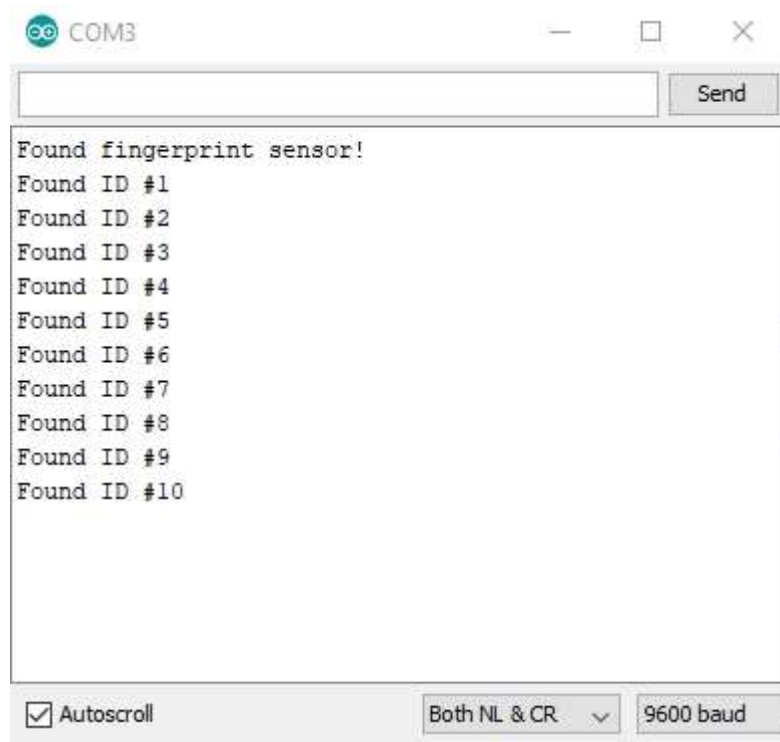 COM3
Send
Found fingerprint sensor!
Found ID #1
Found ID #2
Found ID #3
Found ID #4
Found ID #5
Found ID #6
Found ID #7
Found ID #8
Found ID #9
Found ID #10
Autoscroll
Both NL & CR
9600 baud